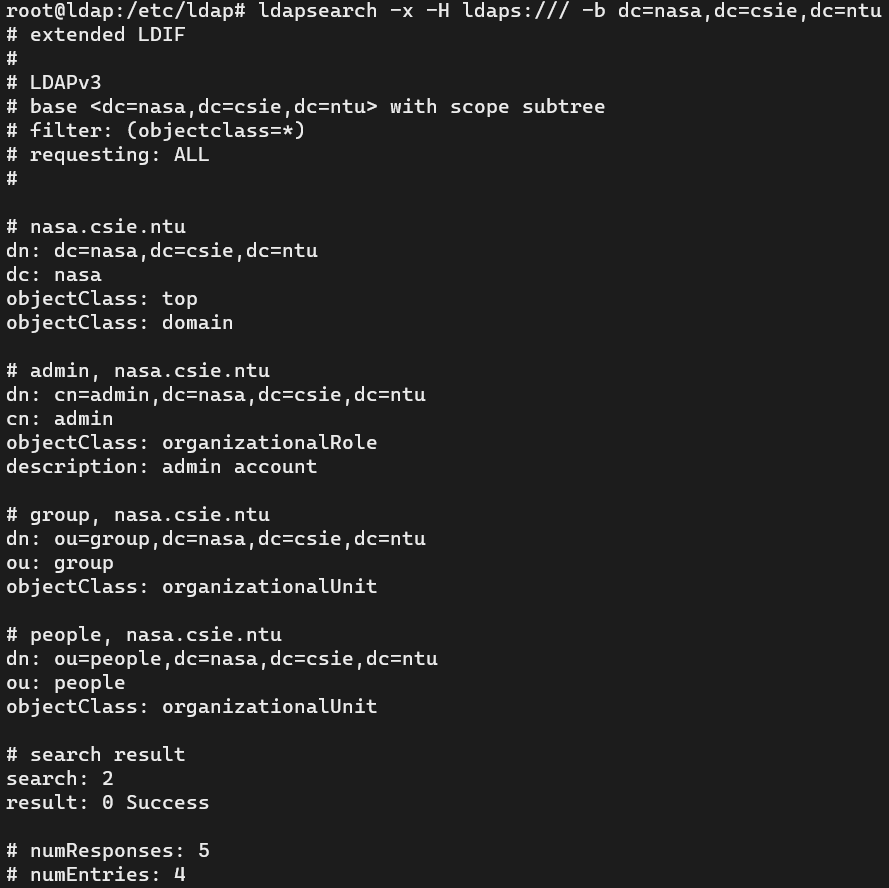 root@ldap:/etc/ldap# ldapsearch -x -H ldaps:/// -b dc=nasa,dc=csie,dc=ntu
# extended LDIF
#
# LDAPv3
# base <dc=nasa,dc=csie,dc=ntu> with scope subtree
# filter: (objectclass=*)
# requesting: ALL
#

# nasa.csie.ntu
dn: dc=nasa,dc=csie,dc=ntu
dc: nasa
objectClass: top
objectClass: domain

# admin, nasa.csie.ntu
dn: cn=admin,dc=nasa,dc=csie,dc=ntu
cn: admin
objectClass: organizationalRole
description: admin account

# group, nasa.csie.ntu
dn: ou=group,dc=nasa,dc=csie,dc=ntu
ou: group
objectClass: organizationalUnit

# people, nasa.csie.ntu
dn: ou=people,dc=nasa,dc=csie,dc=ntu
ou: people
objectClass: organizationalUnit

# search result
search: 2
result: 0 Success

# numResponses: 5
# numEntries: 4